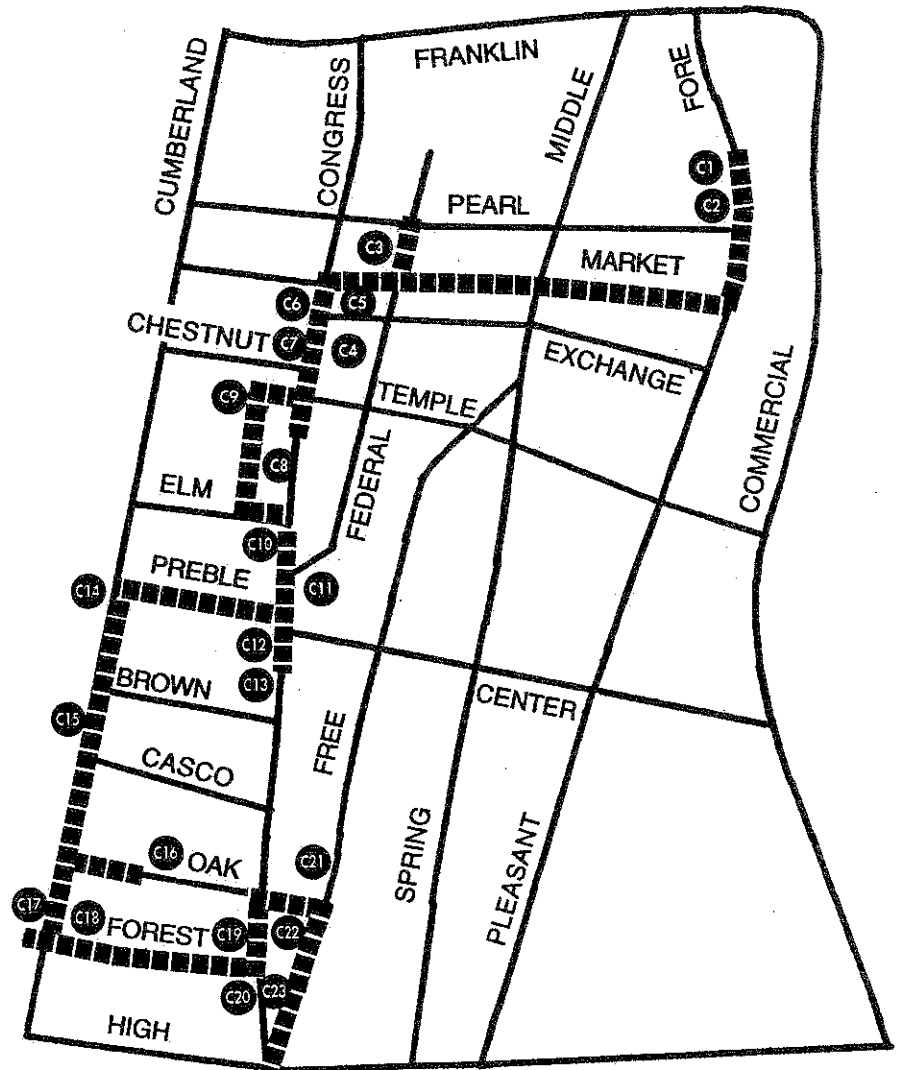 FRANKLIN
CUMBERLAND
CONGRESS
MIDDLE
FORE
C1
C2
PEARL
C3
MARKET
C6
C5
CHESTNUT
C7
C4
EXCHANGE
C9
TEMPLE
COMMERCIAL
C8
FEDERAL
ELM
C10
PREBLE
C14
C11
C12
C13
BROWN
CENTER
C15
FREE
CASCO
SPRING
PLEASANT
C16
OAK
C21
C17
C18
FOREST
C19
C22
C20
C23
HIGH